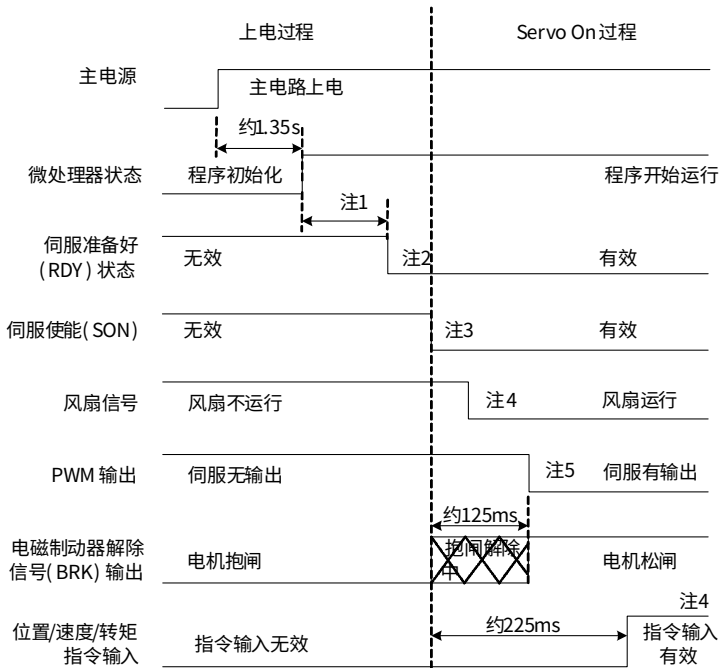 上电过程
Servo On过程
主电源
主电路上电
约1.35s
微处理器状态
程序初始化
程序开始运行
注1
伺服准备好
(RDY) 状态
无效
注2
有效
伺服使能(SON)
无效
注3
有效
风扇信号
风扇不运行
注4
风扇运行
PWM 输出
伺服无输出
注5
伺服有输出
约125ms
电磁制动器解除
信号(BRK) 输出
电机抱闸
抱闸解除
中
电机松闸
注4
位置/速度/转矩
指令输入
指令输入无效
约225ms
指令输入
有效